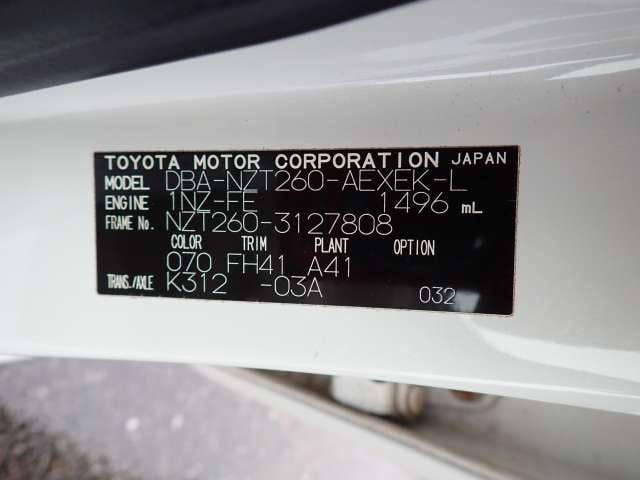 TOYOTA MOTOR CORPORATION JAPAN
MODEL DBA-NZT260-AEXEK-L
ENGINE 1NZ-FE 1496 mL
FRAME No. NZT260-3127808
COLOR TRIM PLANT OPTION
070 FH41 A41
TRANS./AXLE K312 -03A 032